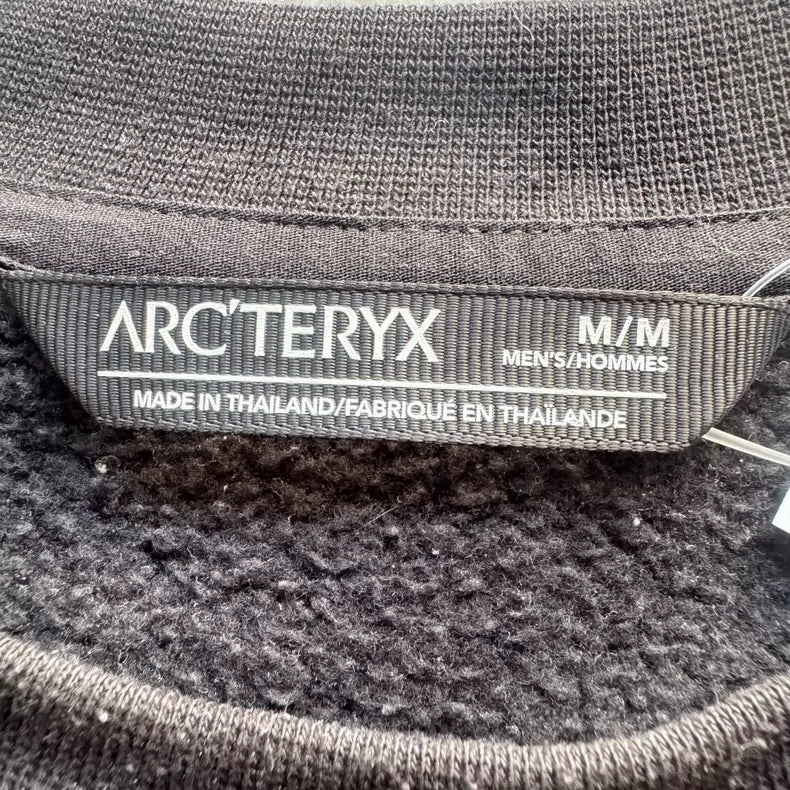 ARC'TERYX M/M
MEN'S/HOMMES
MADE IN THAILAND/FABRIQUÉ EN THAÏLANDE